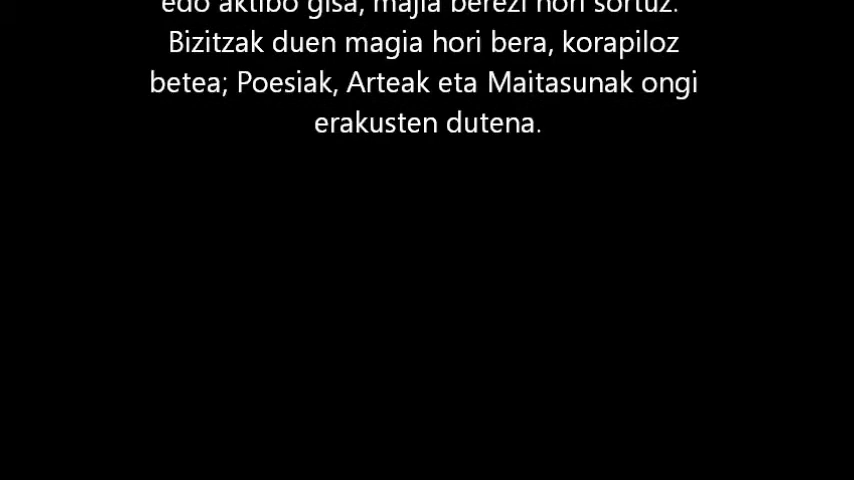 edo aktibo gisa, majia berezi hori sortuz.
Bizitzak duen magia hori bera, korapiloz
betea; Poesiak, Arteak eta Maitasunak ongi
erakusten dutena.